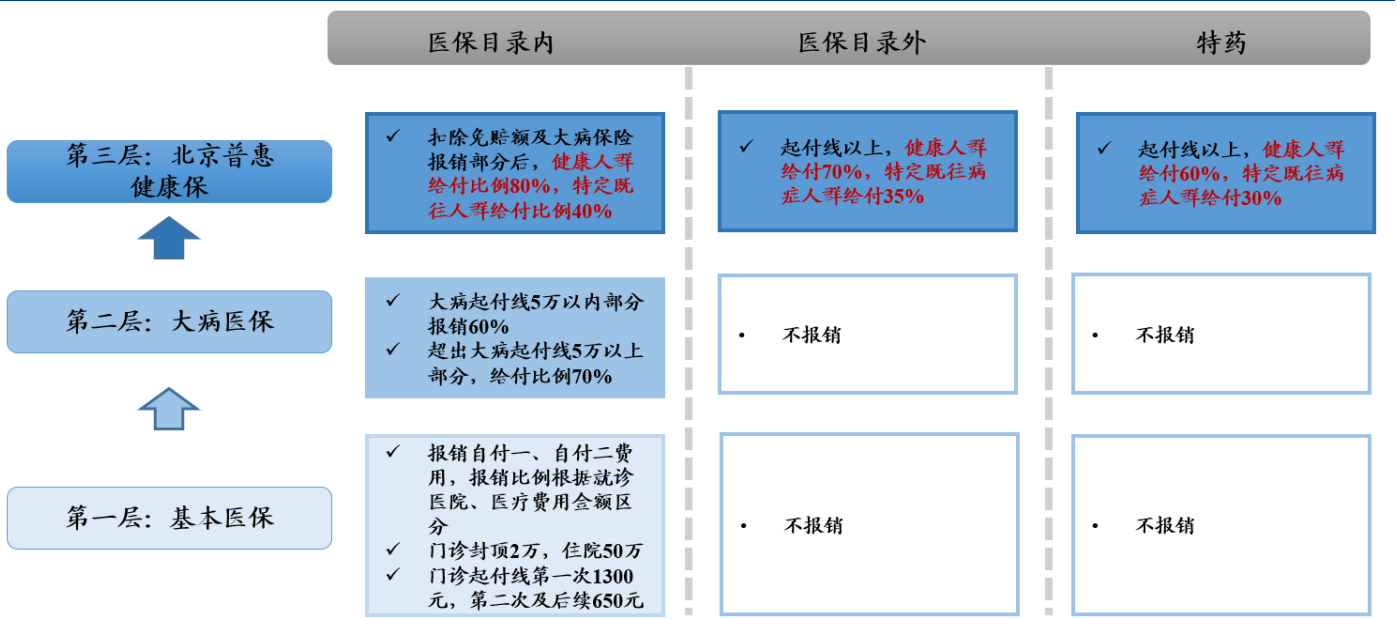 医保目录内
医保目录外
特药
第三层：北京普惠
健康保
✓ 扣除免赔额及大病保险
报销部分后，健康人群
给付比例80%，特定既
往人群给付比例40%
✓ 起付线以上，健康人群
给付70%，特定既往病
症人群给付35%
✓ 起付线以上，健康人群
给付60%，特定既往病
症人群给付30%
第二层：大病医保
✓ 大病起付线5万以内部分
报销60%
✓ 超出大病起付线5万以上
部分，给付比例70%
• 不报销
• 不报销
第一层：基本医保
✓ 报销自付一、自付二费
用，报销比例根据就诊
医院、医疗费用金额区
分
✓ 门诊封顶2万，住院50万
✓ 门诊起付线第一次1300
元，第二次及后续650元
• 不报销
• 不报销